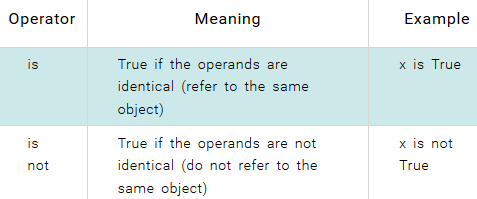 Operator Meaning Example
is True if the operands are x is True
identical (refer to the same
object)
is True if the operands are not x is not
not identical (do not refer to the True
same object)